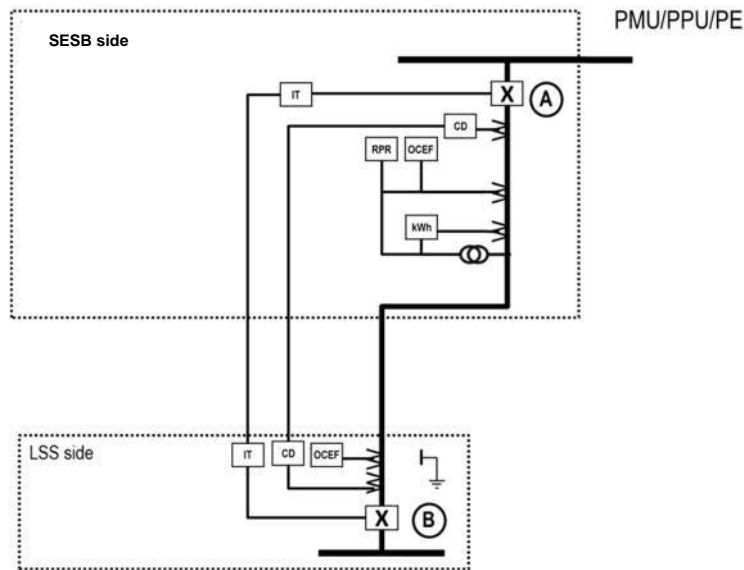 PMU/PPU/PE
SESB side
IT
X
A
CD
RPR
OCEF
kWh
LSS side
IT
CD
OCEF
X
B